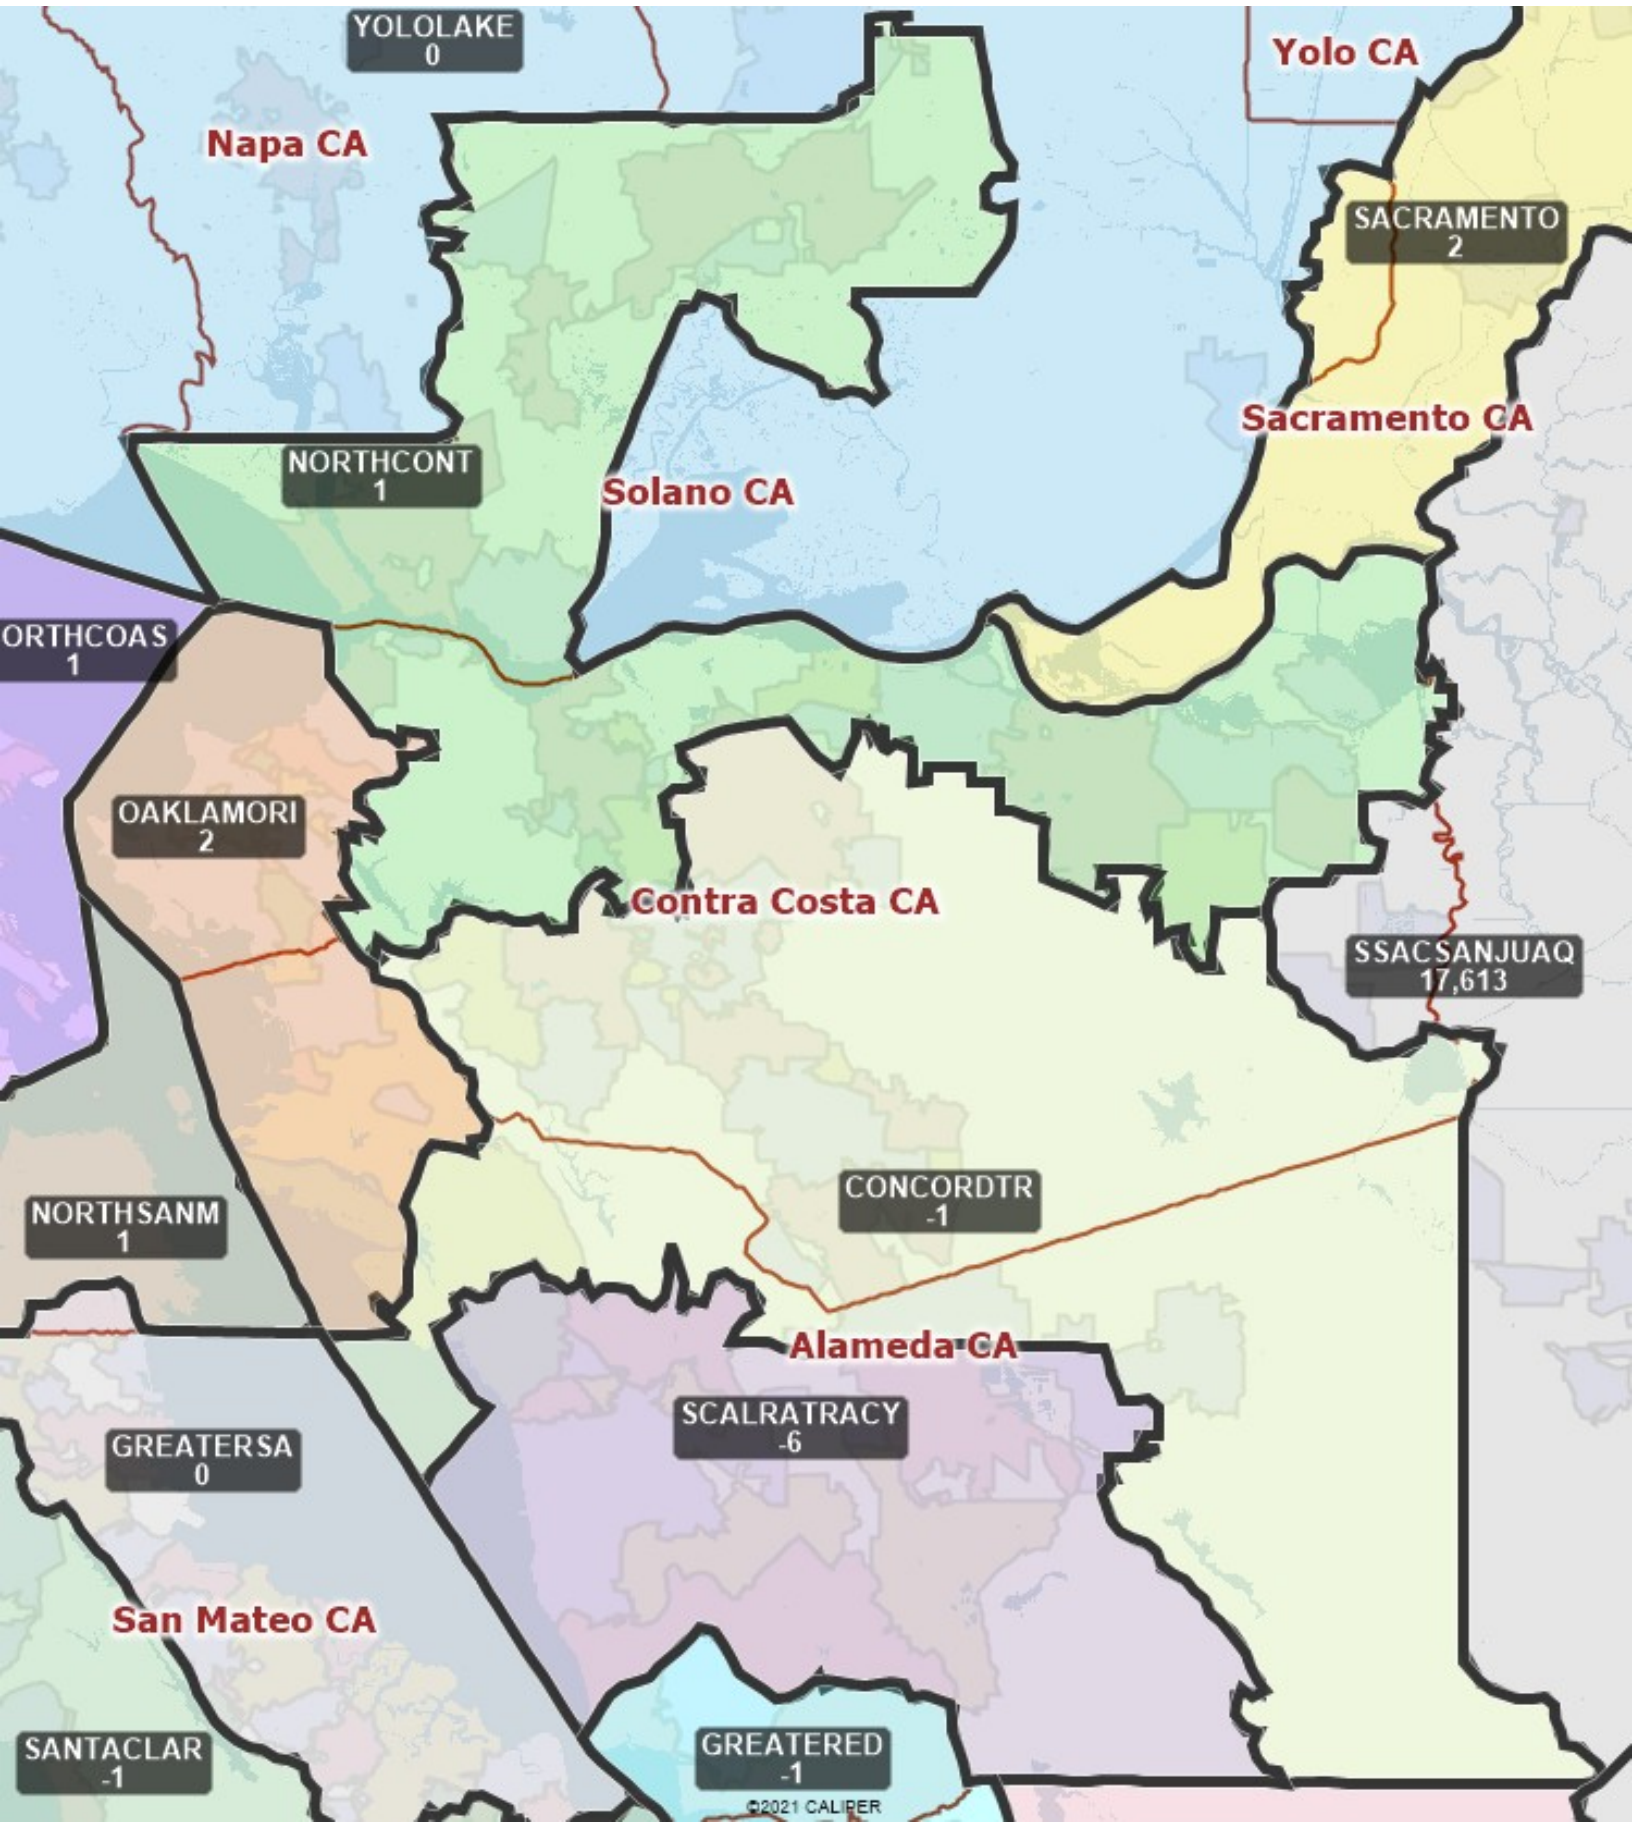 YOLOLAKE
0
Yolo CA
Napa CA
SACRAMENTO
2
Sacramento CA
NORTHCONT
1
Solano CA
ORTHCOAS
1
OAKLAMORI
2
Contra Costa CA
SSACSANJUAQ
17,613
CONCORDTR
-1
NORTHSANM
1
Alameda CA
SCALRATRACY
-6
GREATERSA
0
San Mateo CA
SANTACLAR
-1
GREATERED
-1
©2021 CALIPER